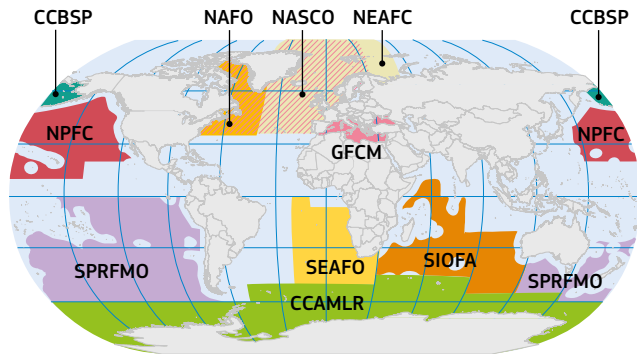 CCBSP
NAFO
NASCO
NEAFC
CCBSP
NPFC
NPFC
GFCM
SPRFMO
SEAFO
SIOFA
SPRFMO
CCAMLR